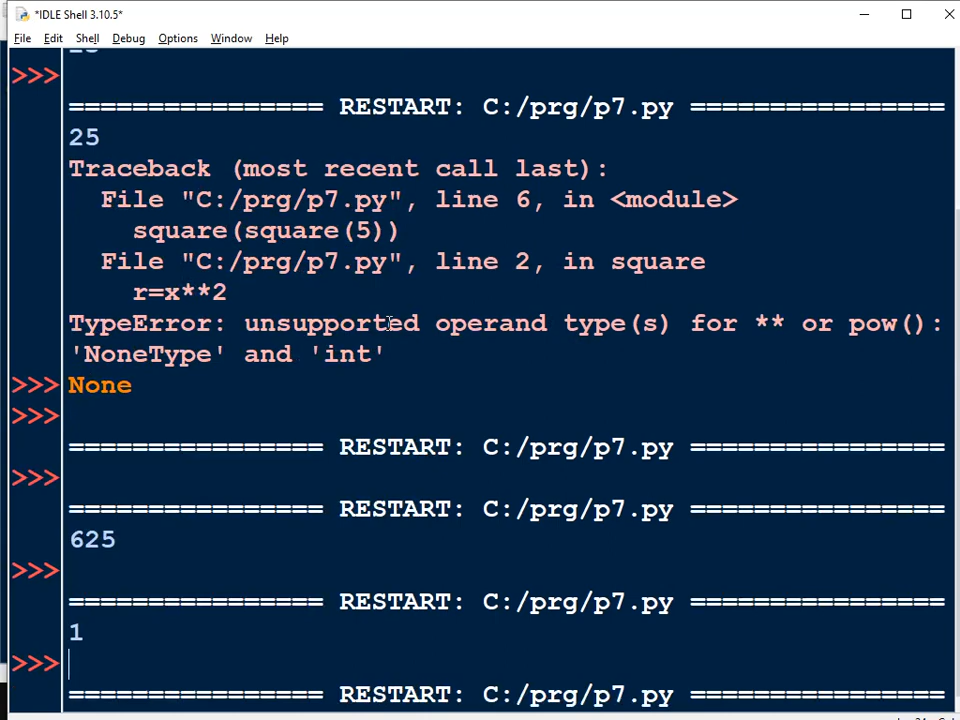 *IDLE Shell 3.10.5*
File Edit Shell Debug Options Window Help
>>>
================ RESTART: C:/prg/p7.py ================
25
Traceback (most recent call last):
  File "C:/prg/p7.py", line 6, in <module>
    square(square(5))
  File "C:/prg/p7.py", line 2, in square
    r=x**2
TypeError: unsupported operand type(s) for ** or pow():
'NoneType' and 'int'
>>> None
>>>
================ RESTART: C:/prg/p7.py ================
>>>
================ RESTART: C:/prg/p7.py ================
625
>>>
================ RESTART: C:/prg/p7.py ================
1
>>>
================ RESTART: C:/prg/p7.py ================